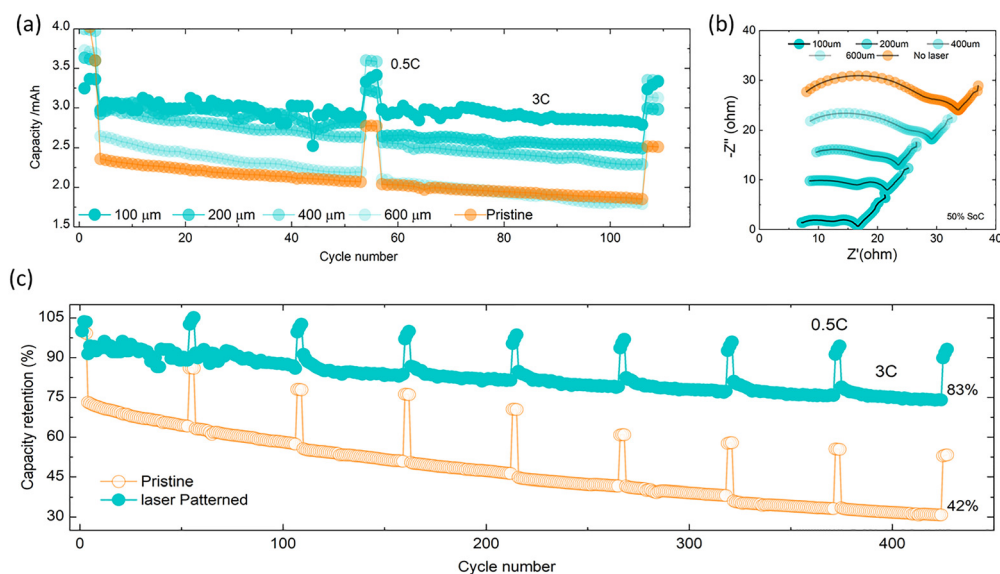 (a)
4.0
3.5
3.0
2.5
2.0
1.5
Capacity /mAh
0.5C
3C
100 μm 200 μm 400 μm 600 μm Pristine
0 20 40 60 80 100
Cycle number
(b)
40
30
20
10
0
-Z'' (ohm)
100um 200um 400um
600um No laser
50% SoC
0 10 20 30 40
Z'(ohm)
(c)
105
90
75
60
45
30
Capacity retention (%)
0.5C
3C
83%
42%
Pristine
laser Patterned
0 100 200 300 400
Cycle number